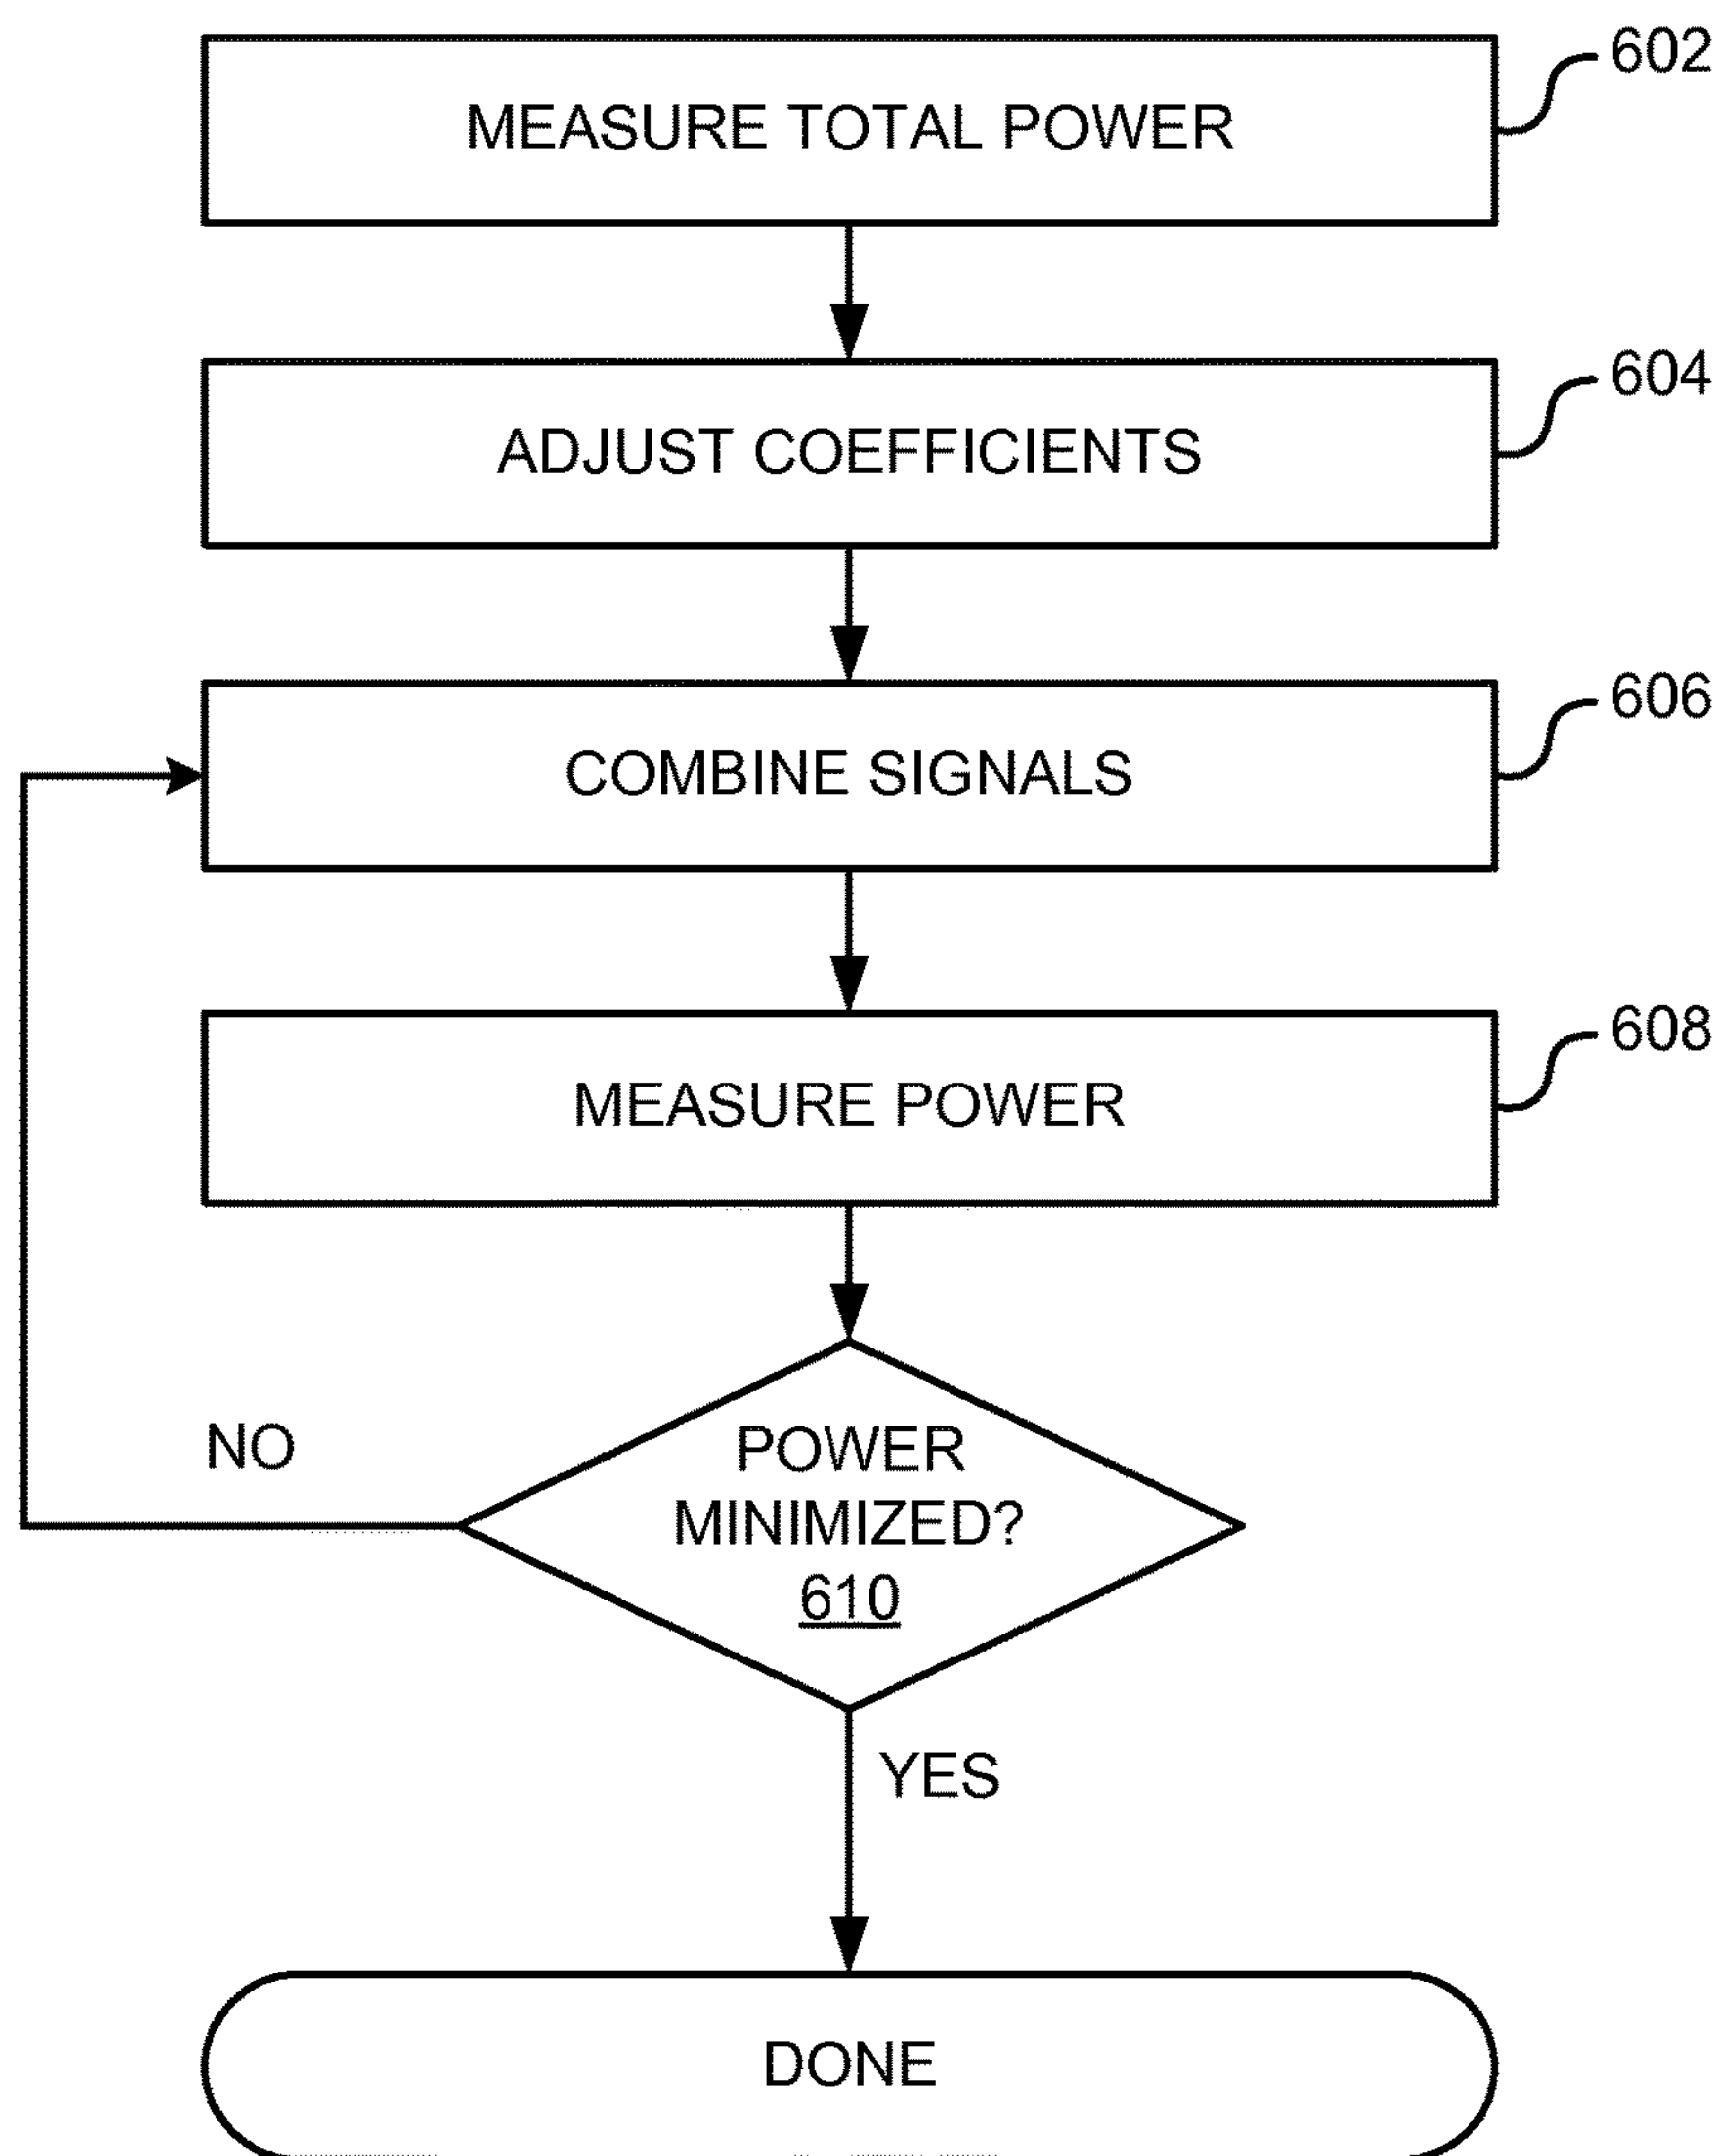 602
MEASURE TOTAL POWER
604
ADJUST COEFFICIENTS
606
COMBINE SIGNALS
608
MEASURE POWER
NO
POWER
MINIMIZED?
610
YES
DONE